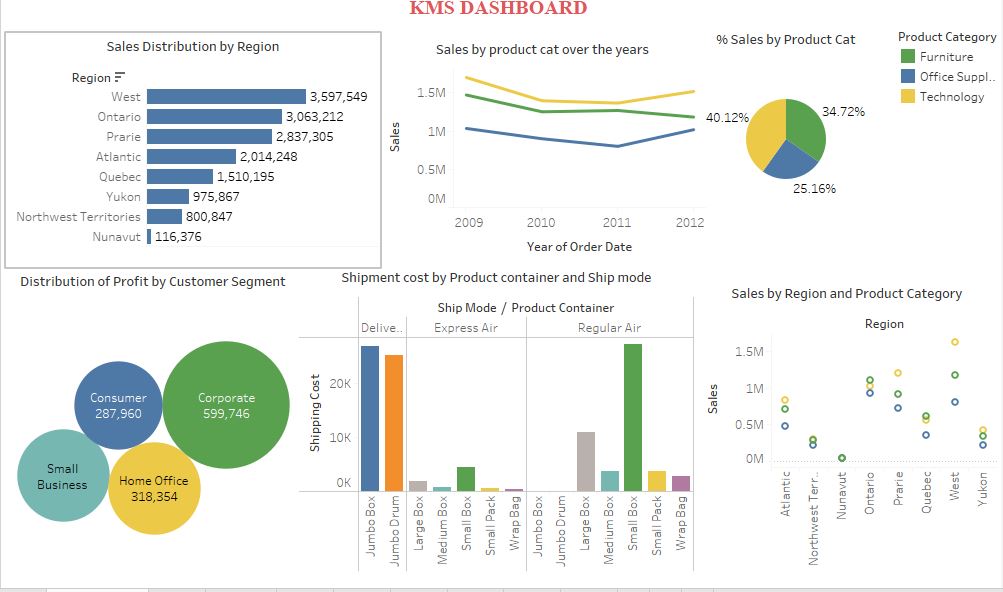 KMS DASHBOARD
Sales Distribution by Region
Region
West 3,597,549
Ontario 3,063,212
Prarie 2,837,305
Atlantic 2,014,248
Quebec 1,510,195
Yukon 975,867
Northwest Territories 800,847
Nunavut 116,376
Sales by product cat over the years
Sales
1.5M
1M
0.5M
0M
2009 2010 2011 2012
Year of Order Date
% Sales by Product Cat
40.12%
34.72%
25.16%
Product Category
Furniture
Office Suppl..
Technology
Distribution of Profit by Customer Segment
Consumer
287,960
Corporate
599,746
Small
Business
Home Office
318,354
Shipment cost by Product container and Ship mode
Ship Mode / Product Container
Delive.. Express Air Regular Air
Shipping Cost
20K
10K
0K
Jumbo Box
Jumbo Drum
Large Box
Medium Box
Small Box
Small Pack
Wrap Bag
Jumbo Box
Jumbo Drum
Large Box
Medium Box
Small Box
Small Pack
Wrap Bag
Sales by Region and Product Category
Region
Sales
1.5M
1M
0.5M
0M
Atlantic
Northwest Terr..
Nunavut
Ontario
Prarie
Quebec
West
Yukon